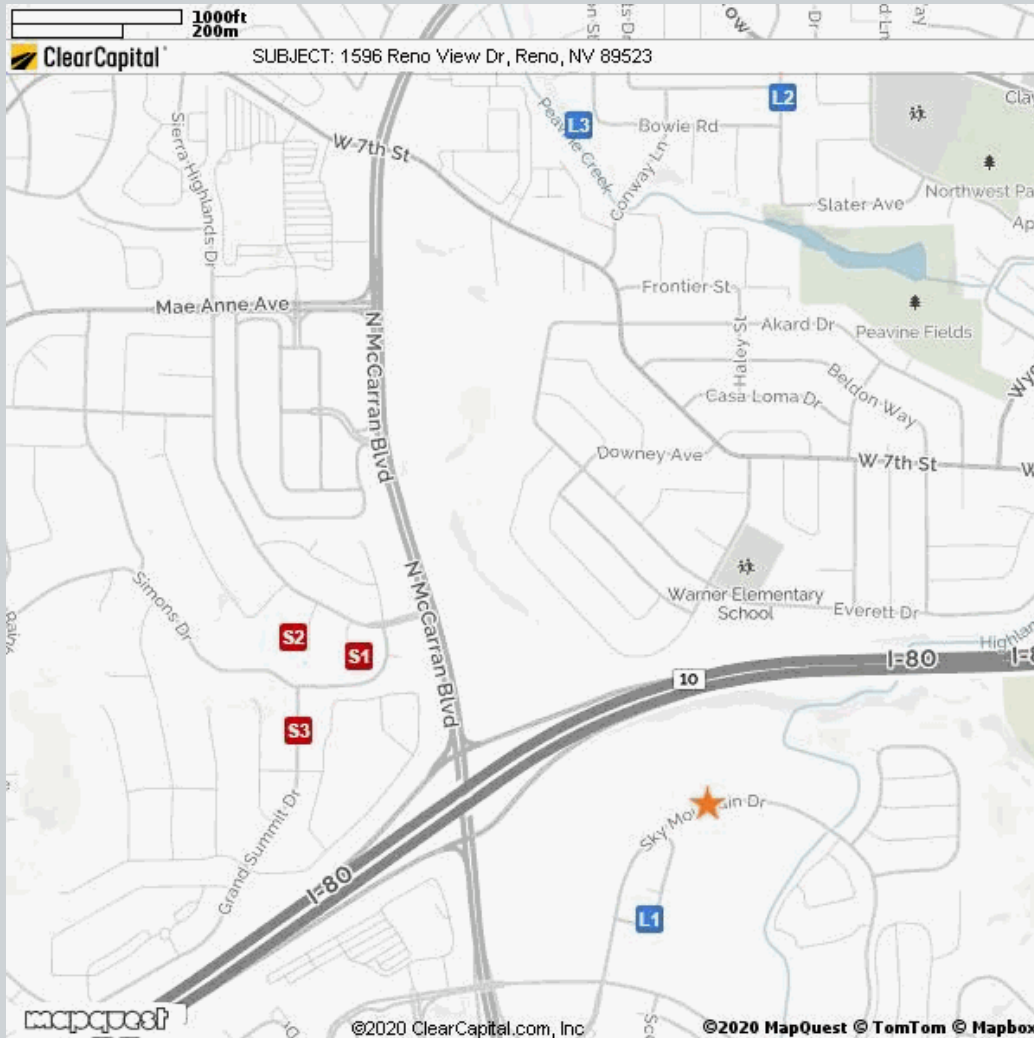 1000ft
200m
ClearCapital
SUBJECT: 1596 Reno View Dr, Reno, NV 89523
L2
L3
Bowie Rd
Peavine Creek
Conway Ln
W 7th St
Sierra Highlands Dr
Slater Ave
Frontier St
Mae Anne Ave
Akard Dr
Peavine Fields
N McCarran Blvd
Haley St
Beldon Way
Casa Loma Dr
Downey Ave
W 7th St
Warner Elementary
School
Everett Dr
N McCarran Blvd
Simons Dr
S2
S1
S3
10
I-80
Grand Summit Dr
I-80
Sky Mountain Dr
L1
mapquest
©2020 ClearCapital.com, Inc
©2020 MapQuest © TomTom © Mapbox